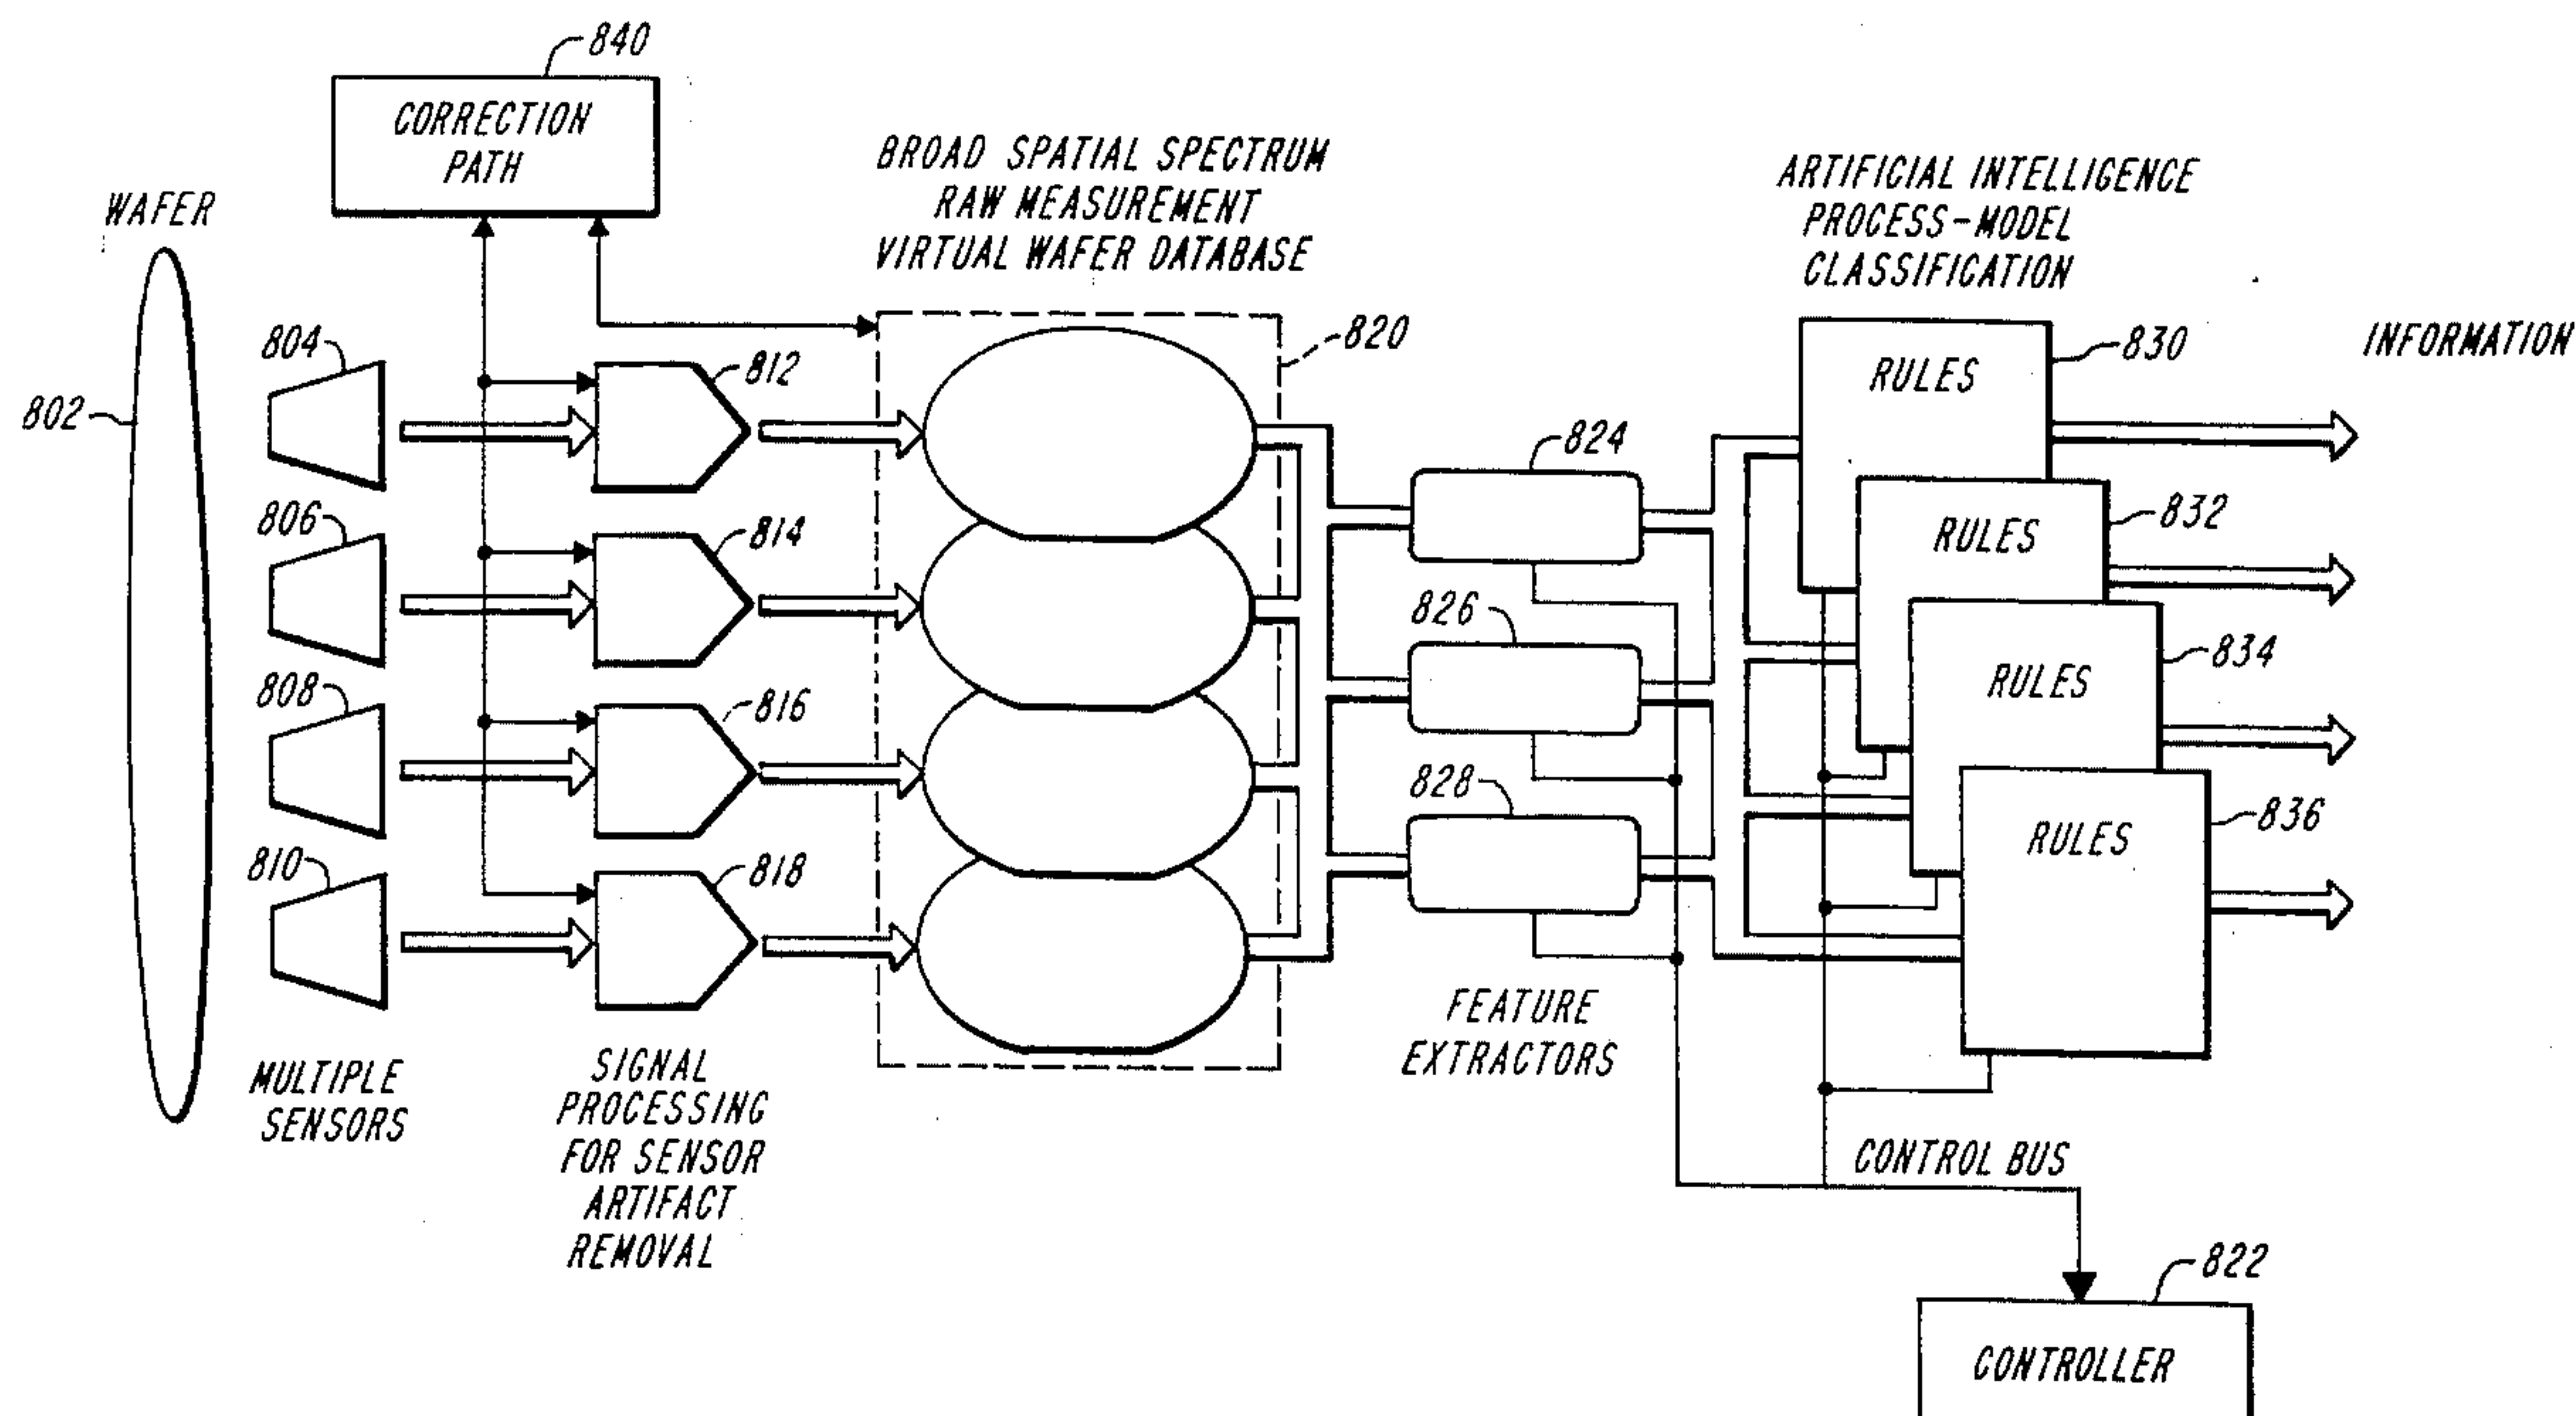 840
CORRECTION
PATH
WAFER
802
804
806
808
810
MULTIPLE
SENSORS
812
814
816
818
SIGNAL
PROCESSING
FOR SENSOR
ARTIFACT
REMOVAL
BROAD SPATIAL SPECTRUM
RAW MEASUREMENT
VIRTUAL WAFER DATABASE
820
824
826
828
FEATURE
EXTRACTORS
ARTIFICIAL INTELLIGENCE
PROCESS-MODEL
CLASSIFICATION
RULES
830
RULES
832
RULES
834
RULES
836
INFORMATION
CONTROL BUS
822
CONTROLLER